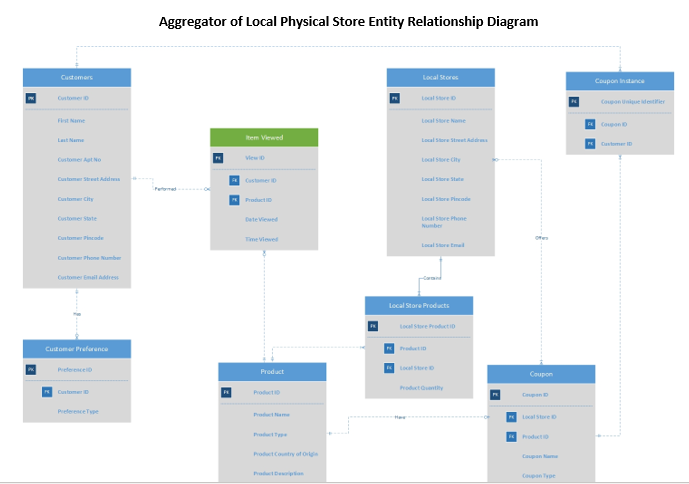 Aggregator of Local Physical Store Entity Relationship Diagram
Customers
PK Customer ID
First Name
Last Name
Customer Apt No
Customer Street Address
Customer City
Customer State
Customer Pincode
Customer Phone Number
Customer Email Address
Performed
Item Viewed
PK View ID
FK Customer ID
FK Product ID
Date Viewed
Time Viewed
Local Stores
PK Local Store ID
Local Store Name
Local Store Street Address
Local Store City
Local Store State
Local Store Pincode
Local Store Phone
Number
Local Store Email
Coupon Instance
PK Coupon Unique Identifier
FK Coupon ID
FK Customer ID
Offers
Contains
Has
Customer Preference
PK Preference ID
FK Customer ID
Preference Type
Local Store Products
PK Local Store Product ID
FK Product ID
FK Local Store ID
Product Quantity
Product
PK Product ID
Product Name
Product Type
Product Country of Origin
Product Description
Have
Coupon
PK Coupon ID
FK Local Store ID
FK Product ID
Coupon Name
Coupon Type